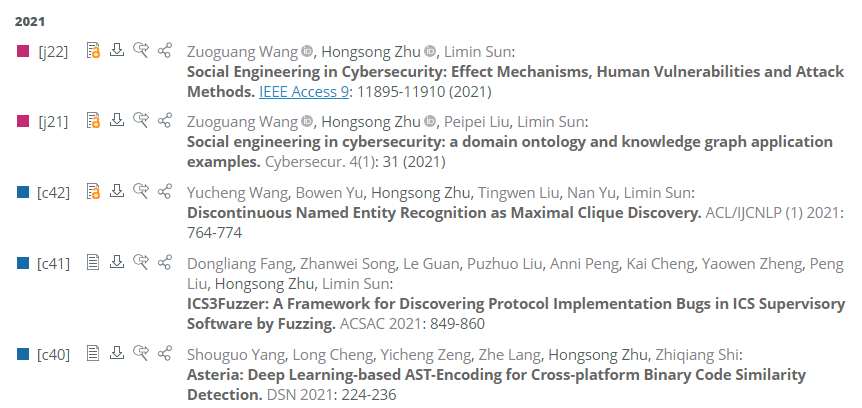 2021
[j22] Zuoguang Wang, Hongsong Zhu, Limin Sun:
Social Engineering in Cybersecurity: Effect Mechanisms, Human Vulnerabilities and Attack
Methods. IEEE Access 9: 11895-11910 (2021)
[j21] Zuoguang Wang, Hongsong Zhu, Peipei Liu, Limin Sun:
Social engineering in cybersecurity: a domain ontology and knowledge graph application
examples. Cybersecur. 4(1): 31 (2021)
[c42] Yucheng Wang, Bowen Yu, Hongsong Zhu, Tingwen Liu, Nan Yu, Limin Sun:
Discontinuous Named Entity Recognition as Maximal Clique Discovery. ACL/IJCNLP (1) 2021:
764-774
[c41] Dongliang Fang, Zhanwei Song, Le Guan, Puzhuo Liu, Anni Peng, Kai Cheng, Yaowen Zheng, Peng
Liu, Hongsong Zhu, Limin Sun:
ICS3Fuzzer: A Framework for Discovering Protocol Implementation Bugs in ICS Supervisory
Software by Fuzzing. ACSAC 2021: 849-860
[c40] Shouguo Yang, Long Cheng, Yicheng Zeng, Zhe Lang, Hongsong Zhu, Zhiqiang Shi:
Asteria: Deep Learning-based AST-Encoding for Cross-platform Binary Code Similarity
Detection. DSN 2021: 224-236